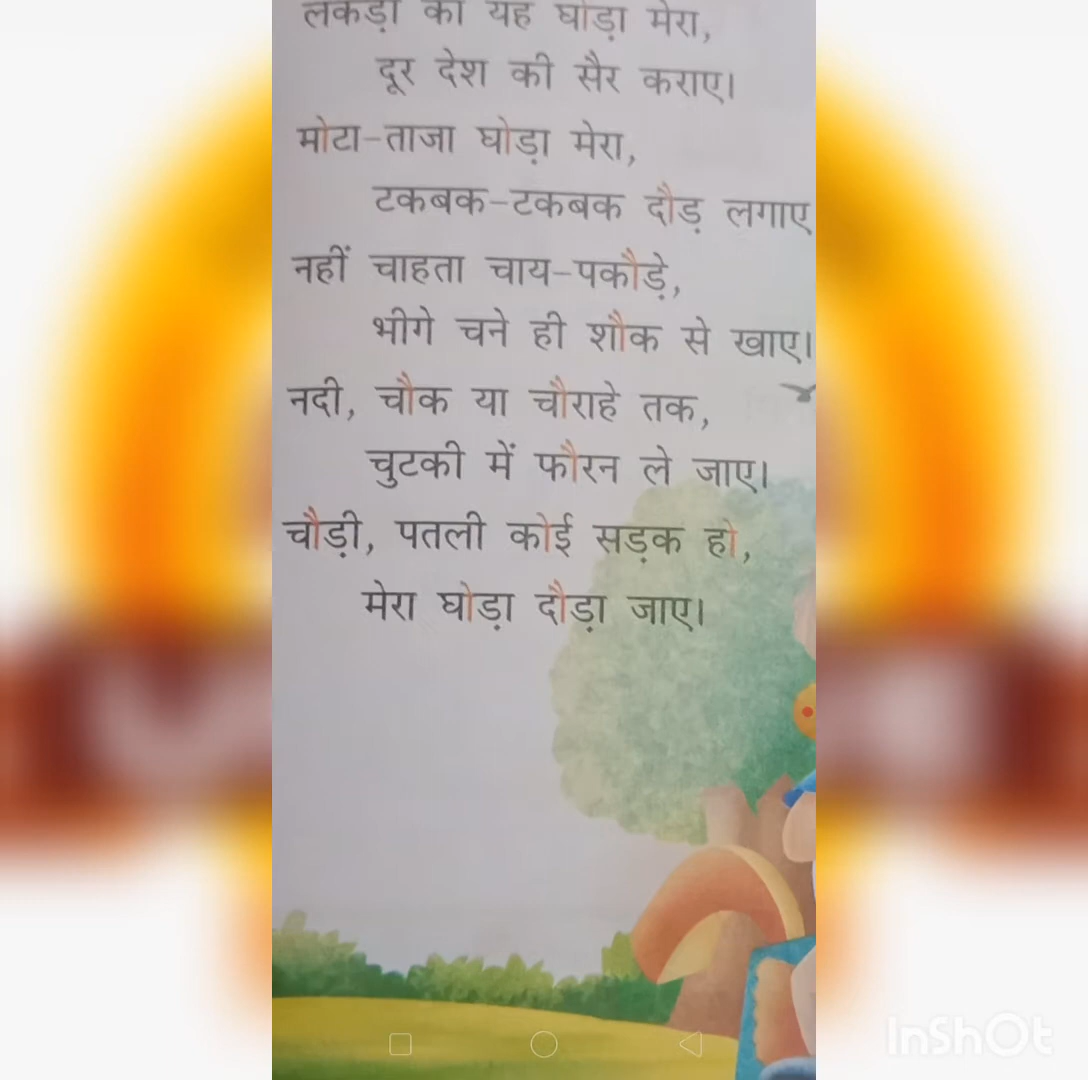 लकड़ी का यह घोड़ा मेरा,
दूर देश की सैर कराए।
मोटा-ताजा घोड़ा मेरा,
टकबक-टकबक दौड़ लगाए
नहीं चाहता चाय-पकौड़े,
भीगे चने ही शौक से खाए।
नदी, चौक या चौराहे तक,
चुटकी में फौरन ले जाए।
चौड़ी, पतली कोई सड़क हो,
मेरा घोड़ा दौड़ा जाए।
InShOt